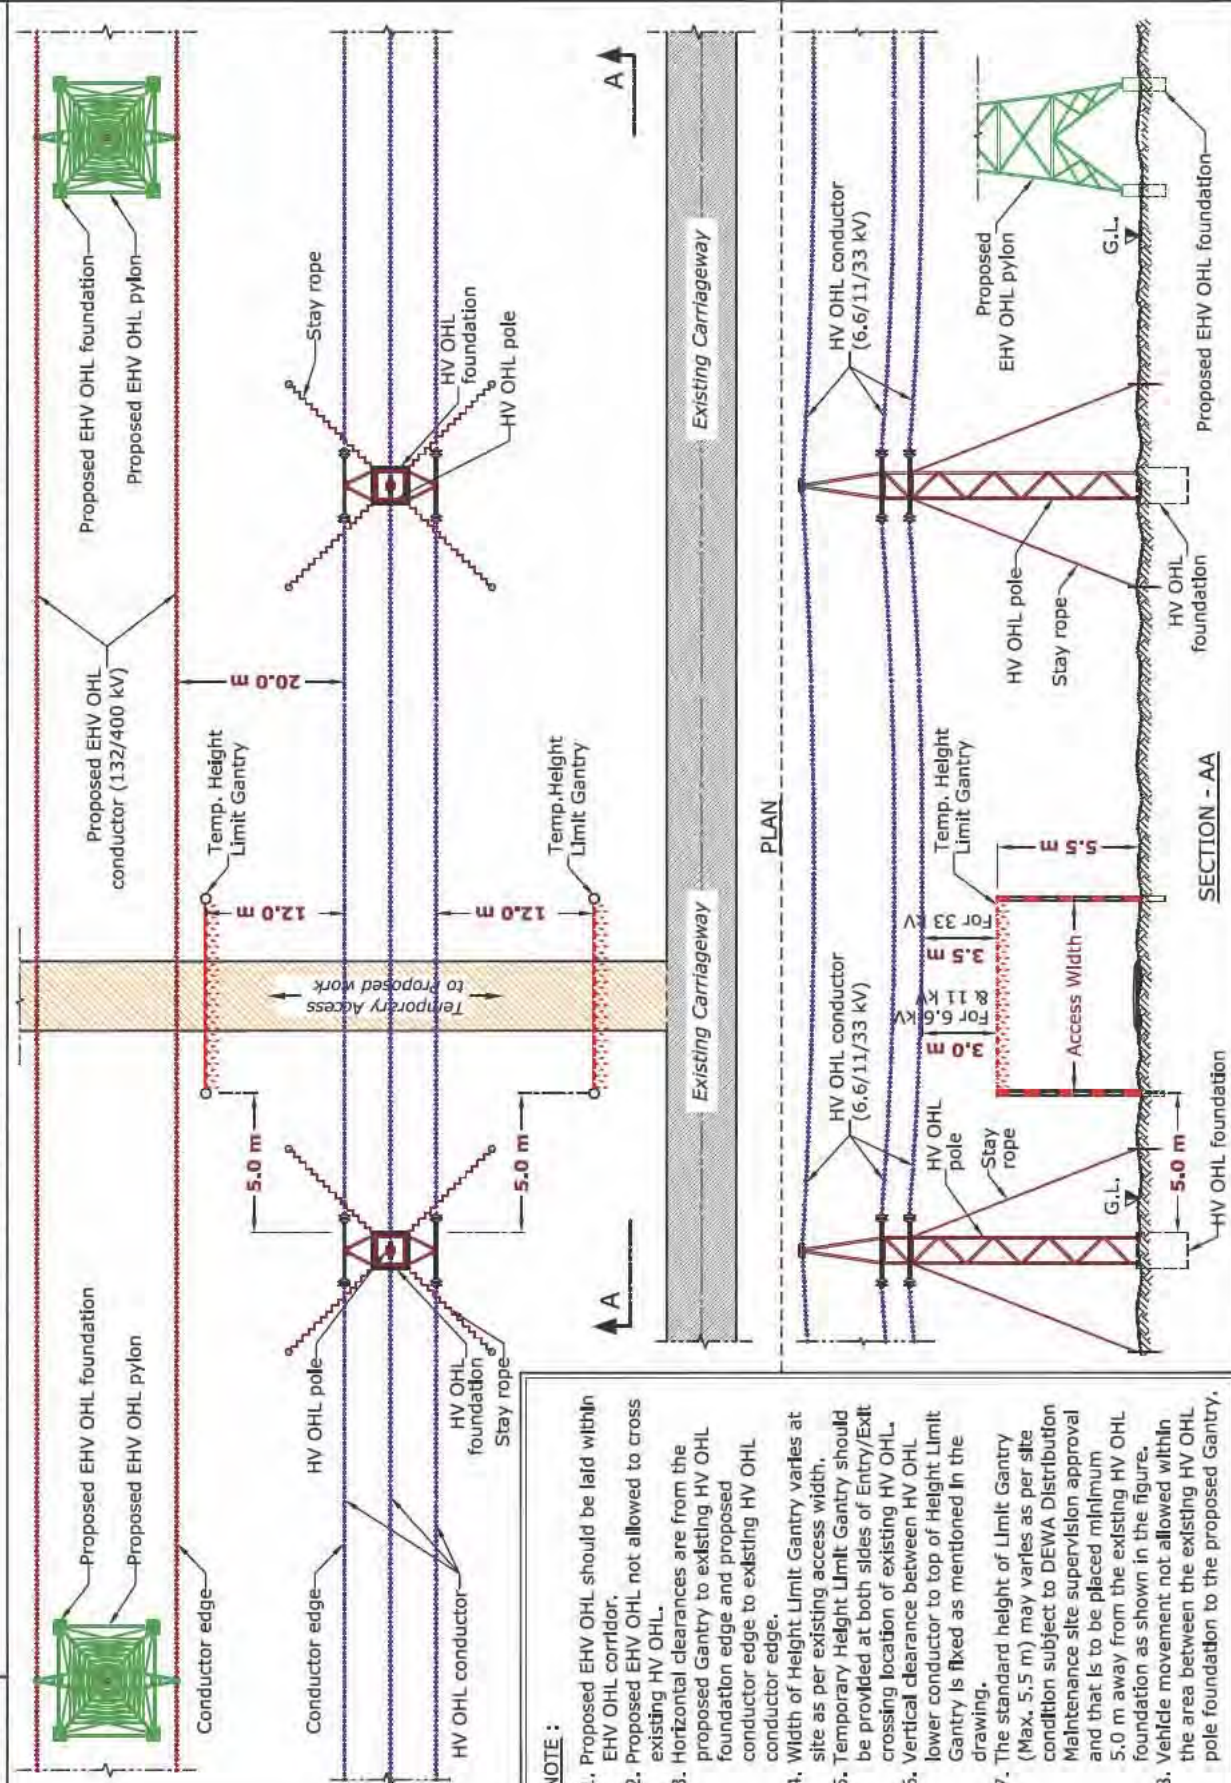 Proposed EHV OHL foundation
Proposed EHV OHL pylon
Conductor edge
Proposed EHV OHL
conductor (132/400 kV)
Proposed EHV OHL foundation
Proposed EHV OHL pylon
20.0 m
Temp. Height
Limit Gantry
12.0 m
12.0 m
Temp.Height
Limit Gantry
Temporary Access
to Proposed work
5.0 m
5.0 m
Stay rope
HV OHL
foundation
HV OHL pole
Conductor edge
HV OHL pole
HV OHL conductor
HV OHL
foundation
Stay rope
A
A
Existing Carriageway
Existing Carriageway
PLAN
HV OHL conductor
(6.6/11/33 kV)
HV OHL
pole
Stay
rope
G.L.
5.0 m
HV OHL foundation
3.0 m
For 6.6 kV
& 11 kV
3.5 m
For 33 kV
Temp. Height
Limit Gantry
5.5 m
Access Width
HV OHL conductor
(6.6/11/33 kV)
HV OHL pole
Stay rope
HV OHL
foundation
Proposed
EHV OHL pylon
G.L.
Proposed EHV OHL foundation
SECTION - AA
NOTE :
1. Proposed EHV OHL should be laid within
EHV OHL corridor.
2. Proposed EHV OHL not allowed to cross
existing HV OHL.
3. Horizontal clearances are from the
proposed Gantry to existing HV OHL
foundation edge and proposed
conductor edge to existing HV OHL
conductor edge.
4. Width of Height Limit Gantry varies at
site as per existing access width.
5. Temporary Height Limit Gantry should
be provided at both sides of Entry/Exit
crossing location of existing HV OHL.
6. Vertical clearance between HV OHL
lower conductor to top of Height Limit
Gantry is fixed as mentioned in the
drawing.
7. The standard height of Limit Gantry
(Max. 5.5 m) may varies as per site
condition subject to DEWA Distribution
Maintenance site supervision approval
and that is to be placed minimum
5.0 m away from the existing HV OHL
foundation as shown in the figure.
8. Vehicle movement not allowed within
the area between the existing HV OHL
pole foundation to the proposed Gantry.